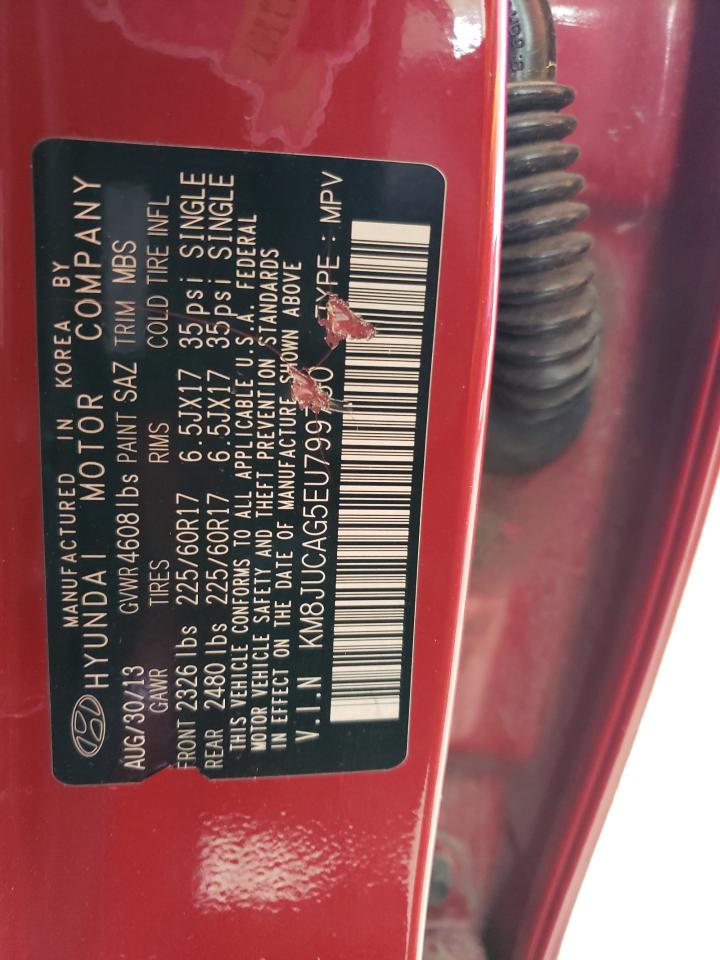 MANUFACTURED IN KOREA BY
HYUNDAI MOTOR COMPANY
AUG/30/13 GVWR 4608lbs PAINT SAZ TRIM MBS
GAWR TIRES RIMS COLD TIRE INFL
FRONT 2326 lbs 225/60R17 6.5JX17 35psi SINGLE
REAR 2480 lbs 225/60R17 6.5JX17 35psi SINGLE
THIS VEHICLE CONFORMS TO ALL APPLICABLE U.S.A. FEDERAL
MOTOR VEHICLE SAFETY AND THEFT PREVENTION STANDARDS
IN EFFECT ON THE DATE OF MANUFACTURE SHOWN ABOVE
V.I.N TYPE: MPV